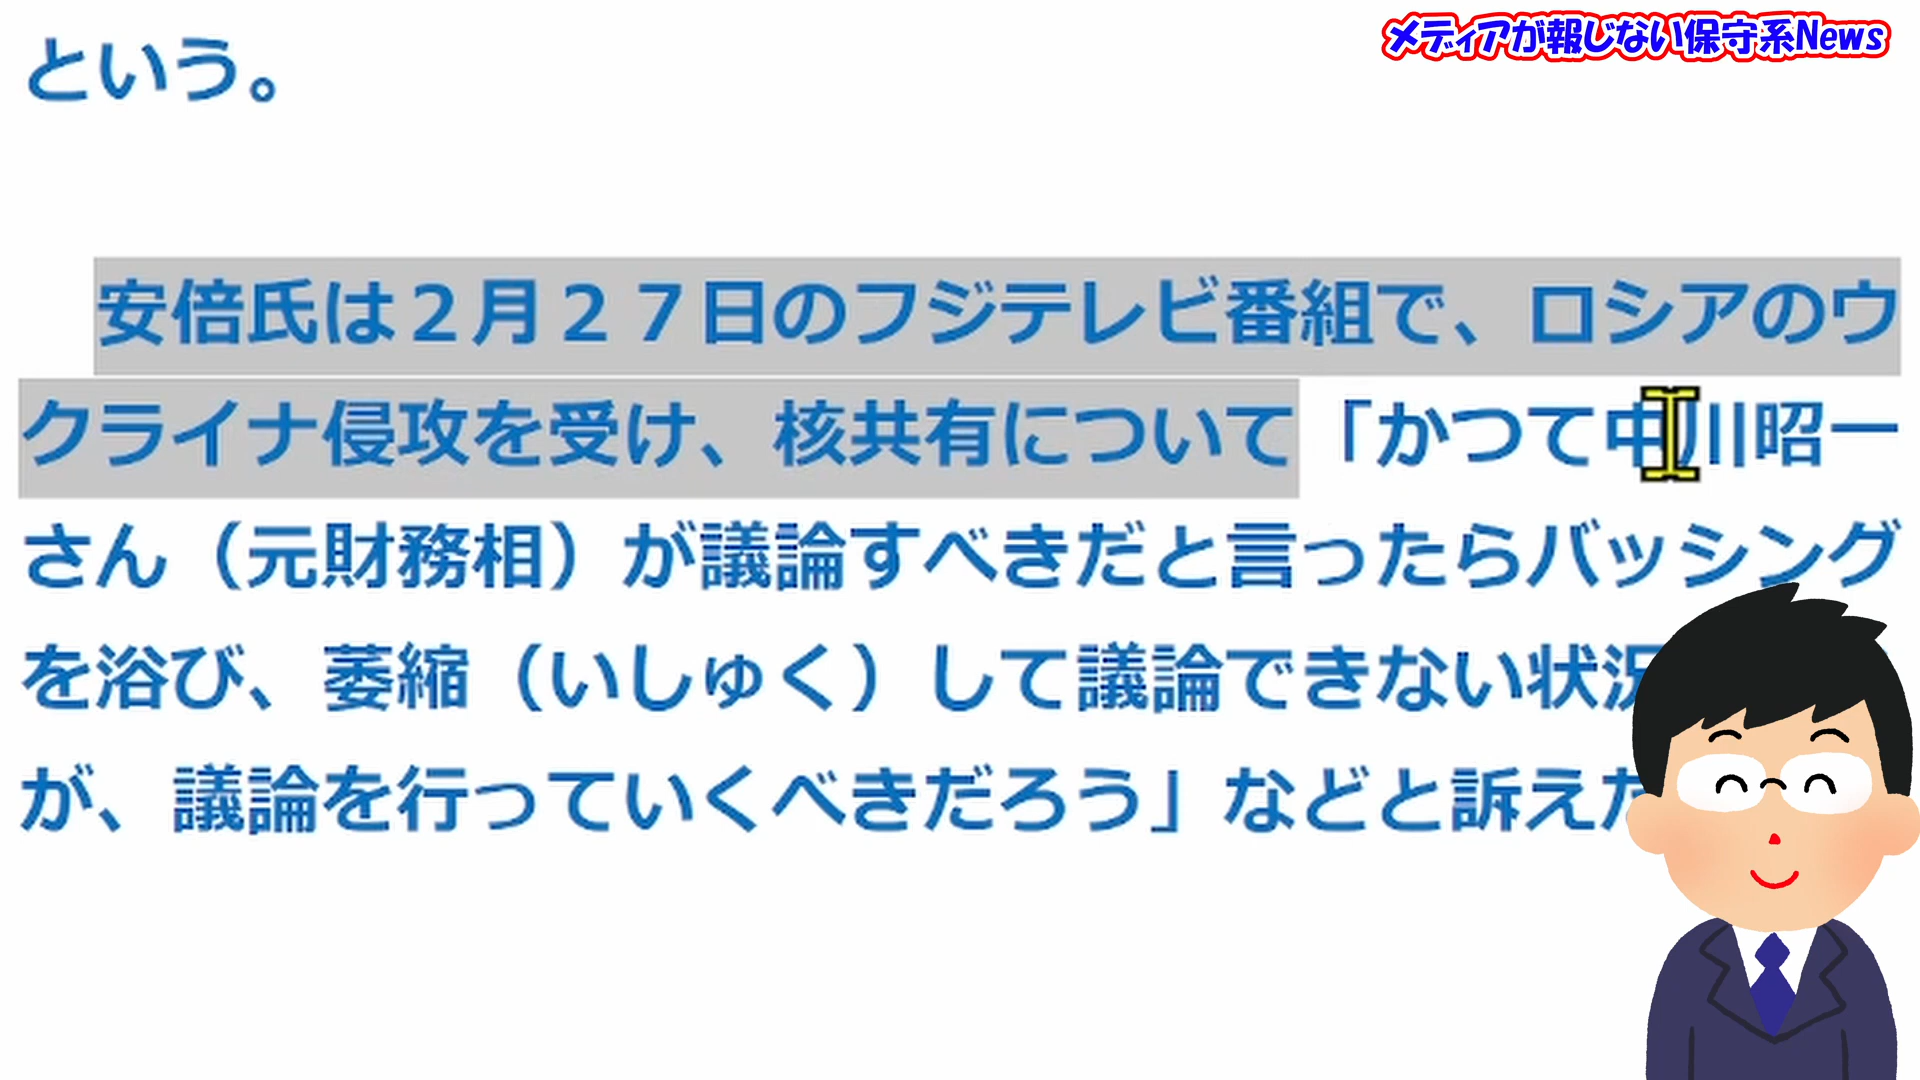 という。
メディアが報じない保守系News
安倍氏は２月２７日のフジテレビ番組で、ロシアのウ
クライナ侵攻を受け、核共有について「かつて中川昭一
さん（元財務相）が議論すべきだと言ったらバッシング
を浴び、萎縮（いしゅく）して議論できない状況
が、議論を行っていくべきだろう」などと訴えた